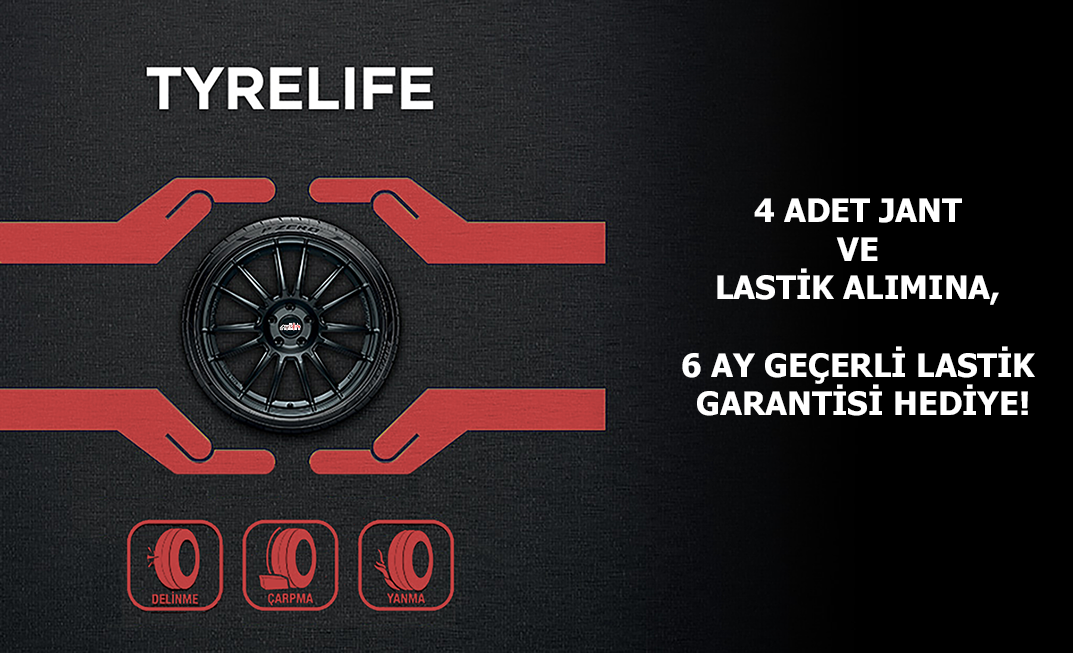 TYRELIFE
P ZERO
4 ADET JANT
VE
LASTİK ALIMINA,
6 AY GEÇERLİ LASTİK
GARANTİSİ HEDİYE!
DELİNME
ÇARPMA
YANMA